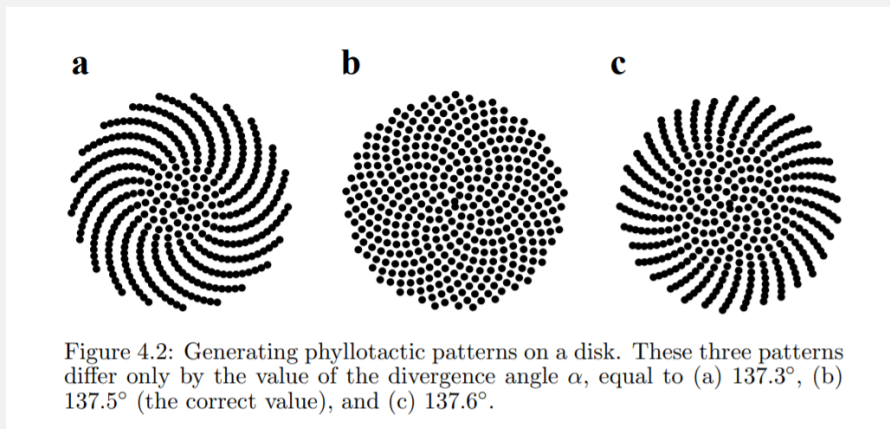 a b c
Figure 4.2: Generating phyllotactic patterns on a disk. These three patterns
differ only by the value of the divergence angle α, equal to (a) 137.3°, (b)
137.5° (the correct value), and (c) 137.6°.